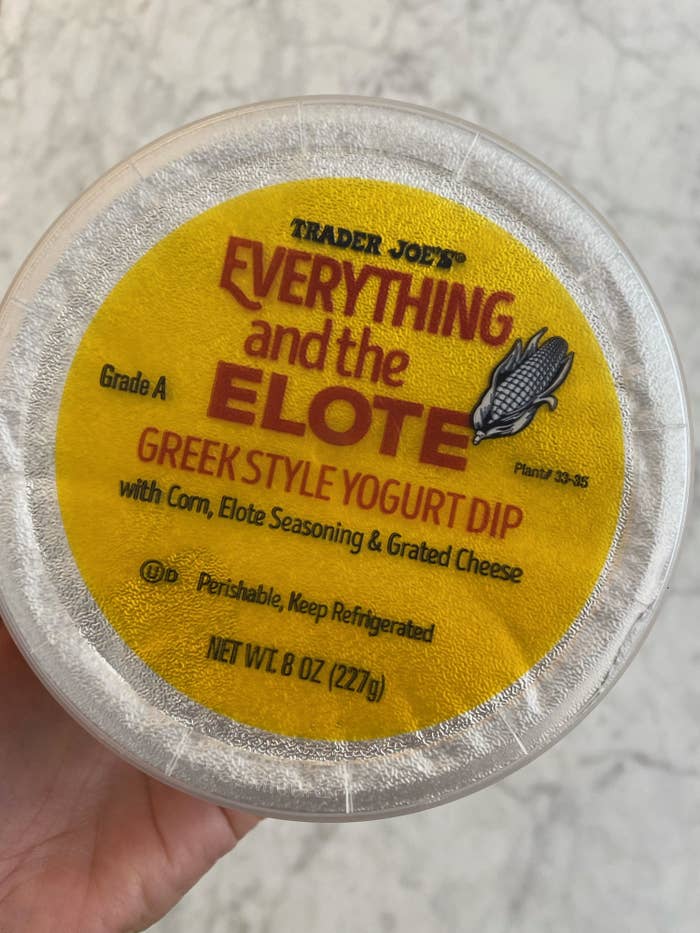 TRADER JOE'S®
EVERYTHING
and the
ELOTE
Grade A
Plant# 33-35
GREEK STYLE YOGURT DIP
with Corn, Elote Seasoning & Grated Cheese
Ⓤ D Perishable, Keep Refrigerated
NET WT. 8 OZ (227g)